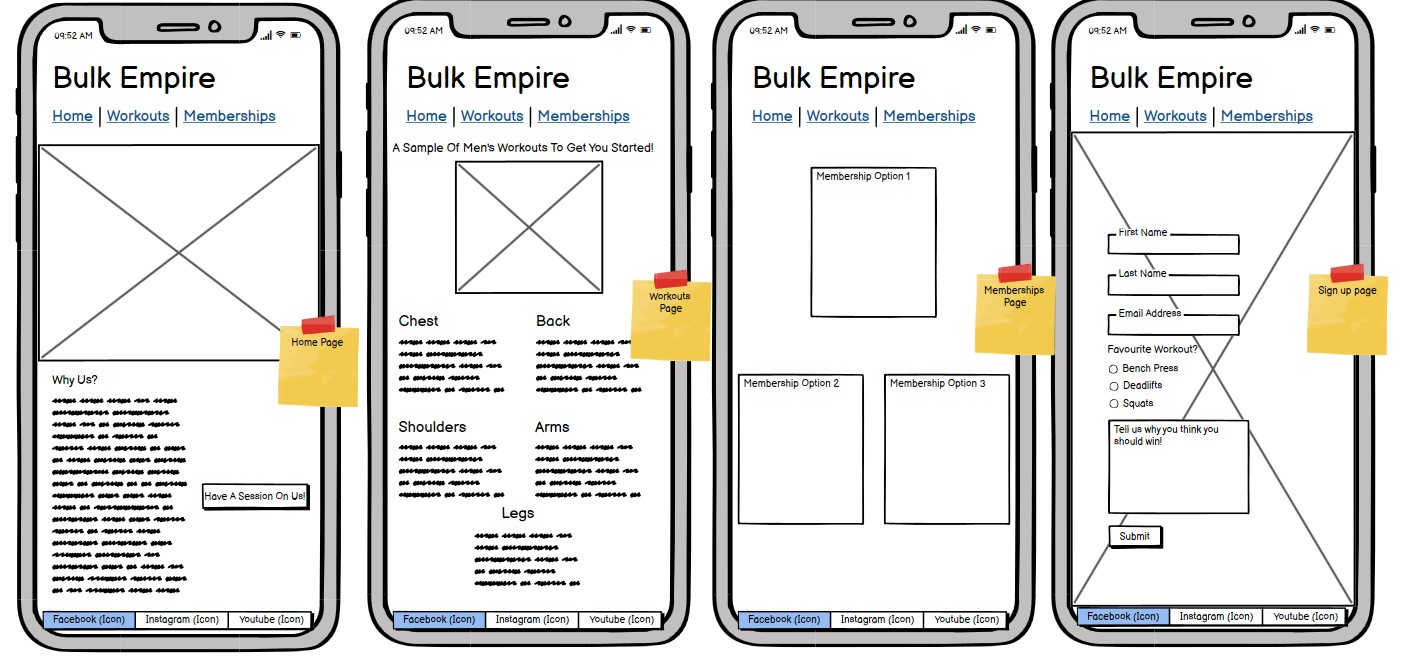 09:52 AM
Bulk Empire
Home | Workouts | Memberships
Home Page
Why Us?
Have A Session On Us!
Facebook (Icon) Instagram (Icon) Youtube (Icon)
09:52 AM
Bulk Empire
Home | Workouts | Memberships
A Sample Of Men's Workouts To Get You Started!
Workouts
Page
Chest Back
Shoulders Arms
Legs
Facebook (Icon) Instagram (Icon) Youtube (Icon)
09:52 AM
Bulk Empire
Home | Workouts | Memberships
Membership Option 1
Memberships
Page
Membership Option 2 Membership Option 3
Facebook (Icon) Instagram (Icon) Youtube (Icon)
09:52 AM
Bulk Empire
Home | Workouts | Memberships
First Name
Last Name
Sign up page
Email Address
Favourite Workout?
Bench Press
Deadlifts
Squats
Tell us why you think you
should win!
Submit
Facebook (Icon) Instagram (Icon) Youtube (Icon)